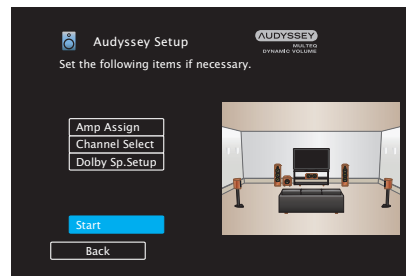 Audyssey Setup
AUDYSSEY
MULTEQ
DYNAMIC VOLUME
Set the following items if necessary.
Amp Assign
Channel Select
Dolby Sp.Setup
Start
Back